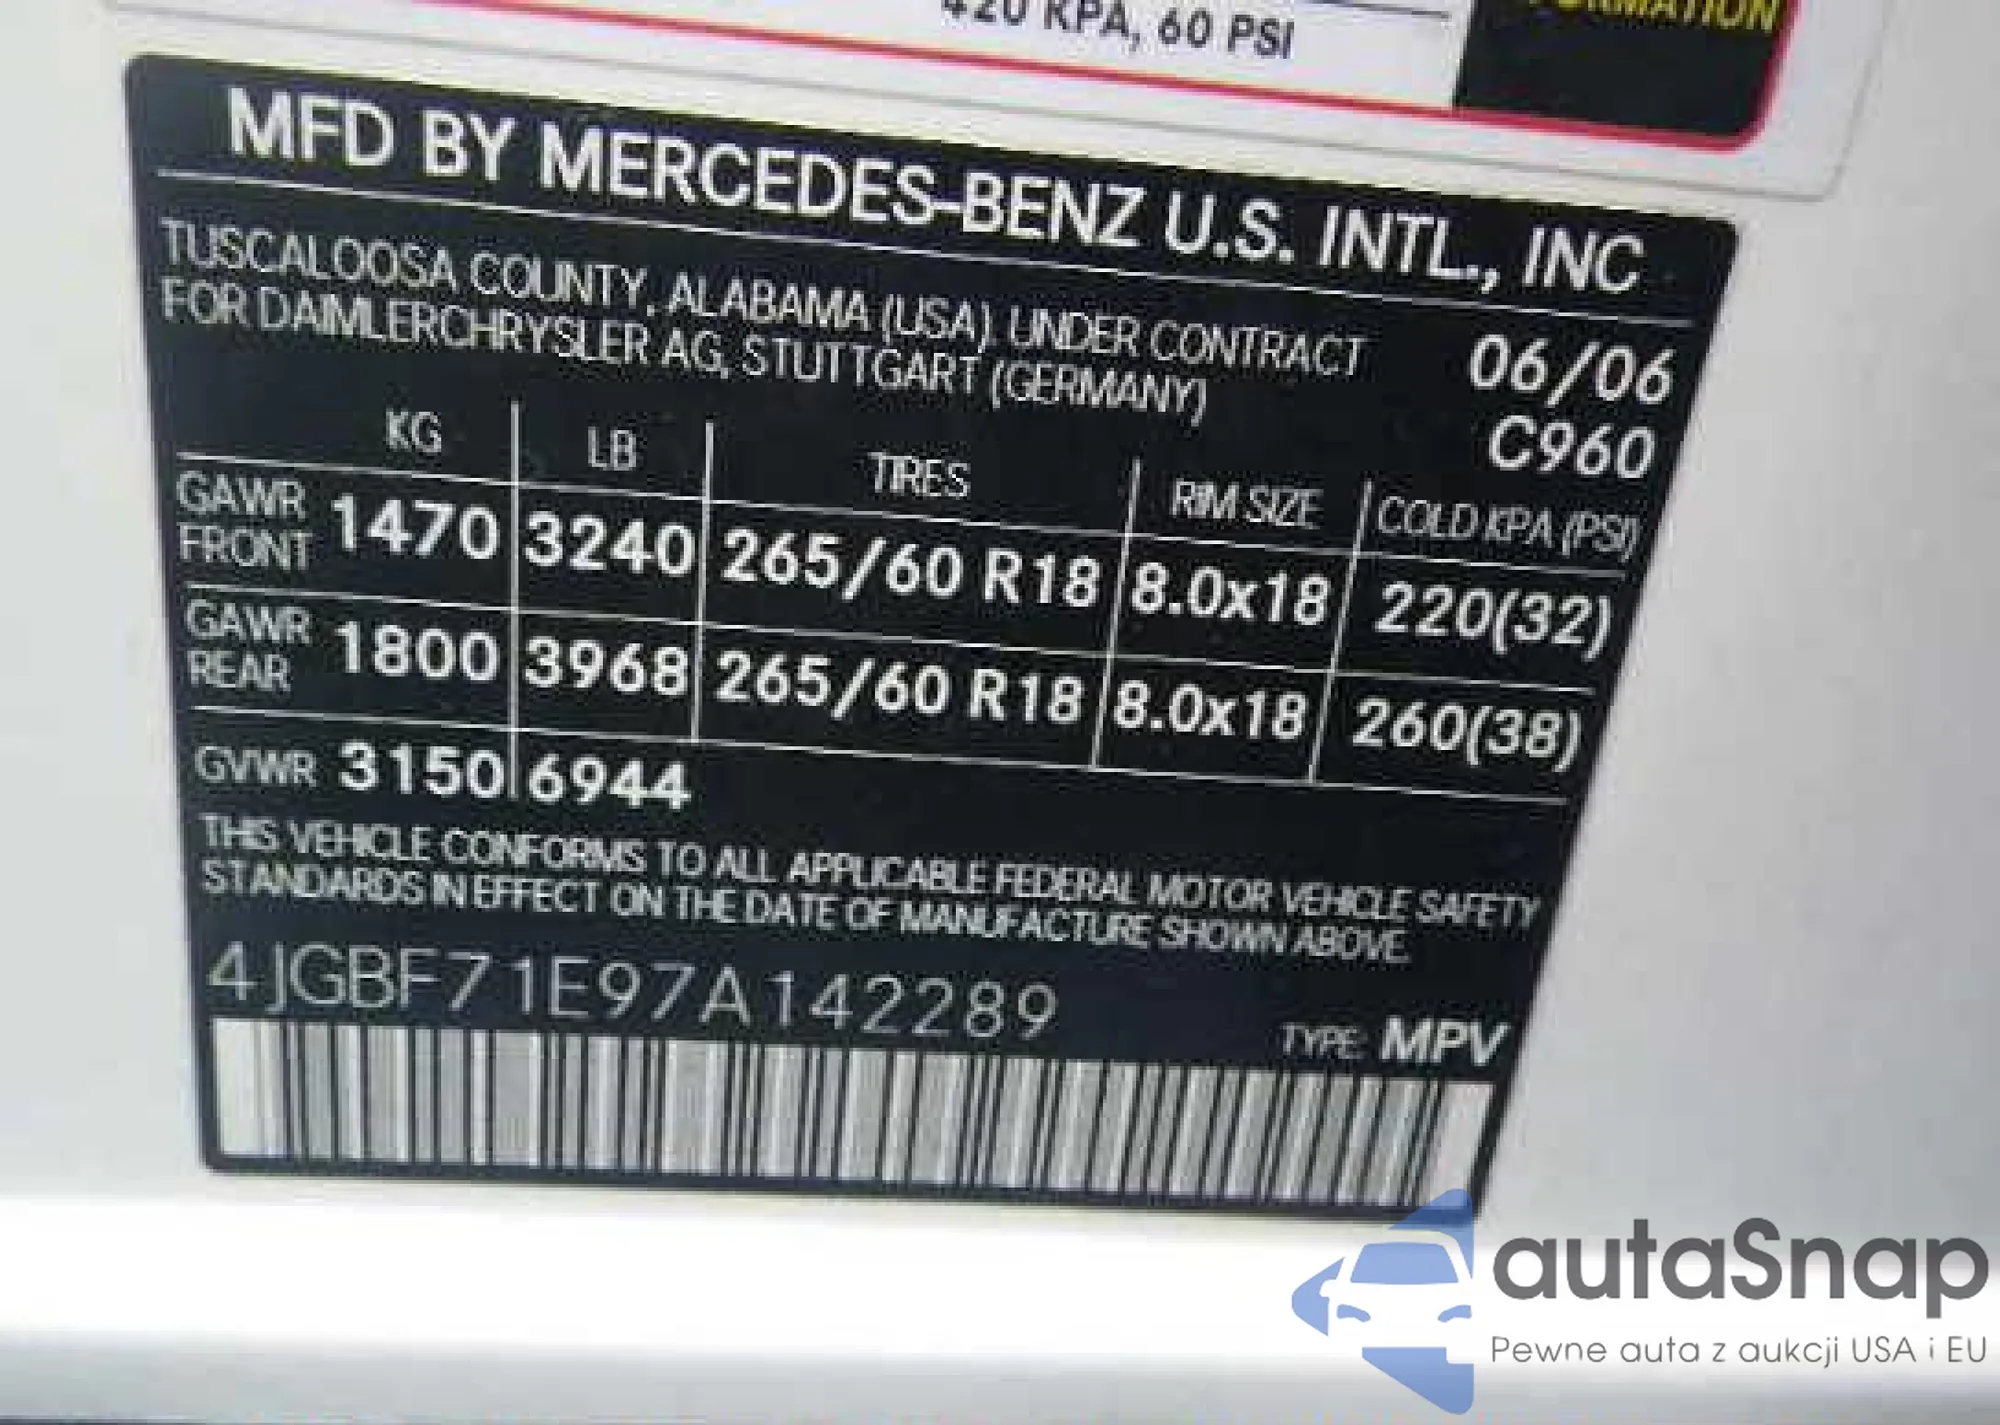 420 KPA, 60 PSI
MFD BY MERCEDES-BENZ U.S. INTL., INC
TUSCALOOSA COUNTY, ALABAMA (USA) UNDER CONTRACT
FOR DAIMLERCHRYSLER AG, STUTTGART (GERMANY)
06/06
C960
KG LB TIRES RIM SIZE COLD KPA (PSI)
GAWR FRONT 1470 3240 265/60 R18 8.0x18 220(32)
GAWR REAR 1800 3968 265/60 R18 8.0x18 260(38)
GVWR 3150 6944
THIS VEHICLE CONFORMS TO ALL APPLICABLE FEDERAL MOTOR VEHICLE SAFETY
STANDARDS IN EFFECT ON THE DATE OF MANUFACTURE SHOWN ABOVE.
4JGBF71E97A142289
TYPE: MPV
autaSnap
Pewne auta z aukcji USA i EU